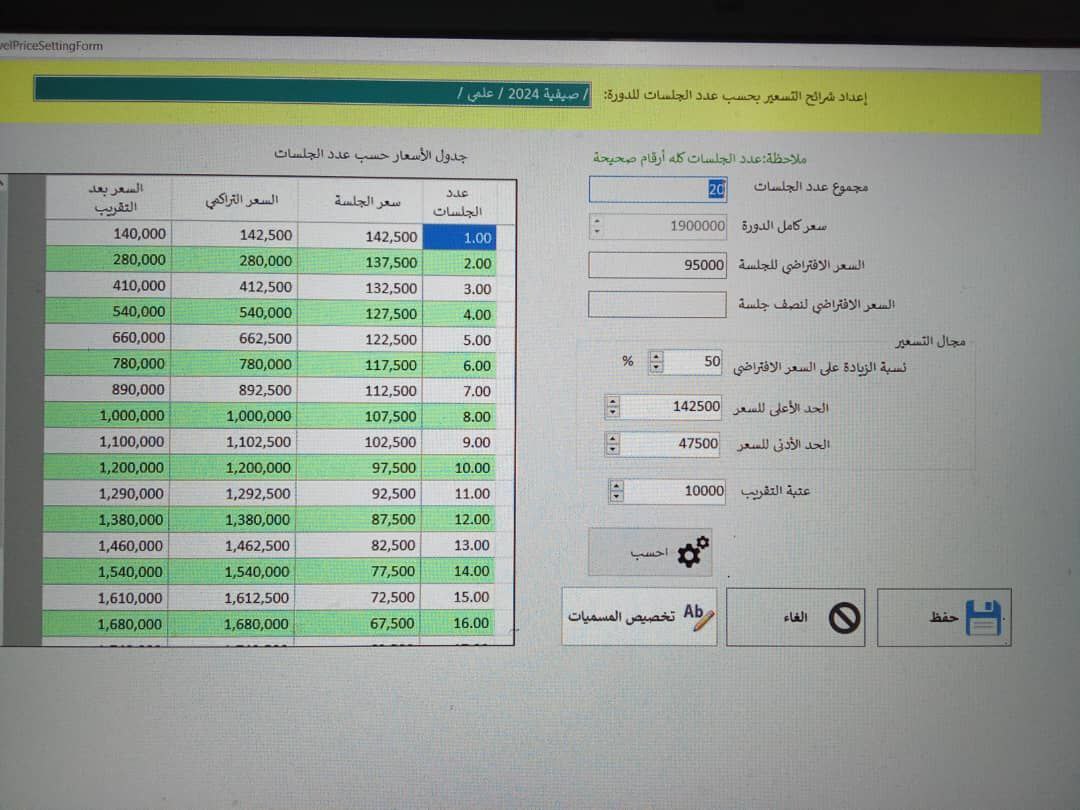 velPriceSettingForm
إعداد شرائح التسعير بحسب عدد الجلسات للدورة: / صيفية 2024 / علمي /
ملاحظة:عدد الجلسات كله أرقام صحيحة
مجموع عدد الجلسات 20
سعر كامل الدورة 1900000
السعر الافتراضي للجلسة 95000
السعر الافتراضي لنصف جلسة
مجال التسعير
نسبة الزيادة على السعر الافتراضي 50 %
الحد الأعلى للسعر 142500
الحد الأدنى للسعر 47500
عتبة التقريب 10000
احسب
حفظ
الغاء
تخصيص المسميات Ab
جدول الأسعار حسب عدد الجلسات
عدد الجلسات سعر الجلسة السعر التراكمي السعر بعد التقريب
1.00 142,500 142,500 140,000
2.00 137,500 280,000 280,000
3.00 132,500 412,500 410,000
4.00 127,500 540,000 540,000
5.00 122,500 662,500 660,000
6.00 117,500 780,000 780,000
7.00 112,500 892,500 890,000
8.00 107,500 1,000,000 1,000,000
9.00 102,500 1,102,500 1,100,000
10.00 97,500 1,200,000 1,200,000
11.00 92,500 1,292,500 1,290,000
12.00 87,500 1,380,000 1,380,000
13.00 82,500 1,462,500 1,460,000
14.00 77,500 1,540,000 1,540,000
15.00 72,500 1,612,500 1,610,000
16.00 67,500 1,680,000 1,680,000